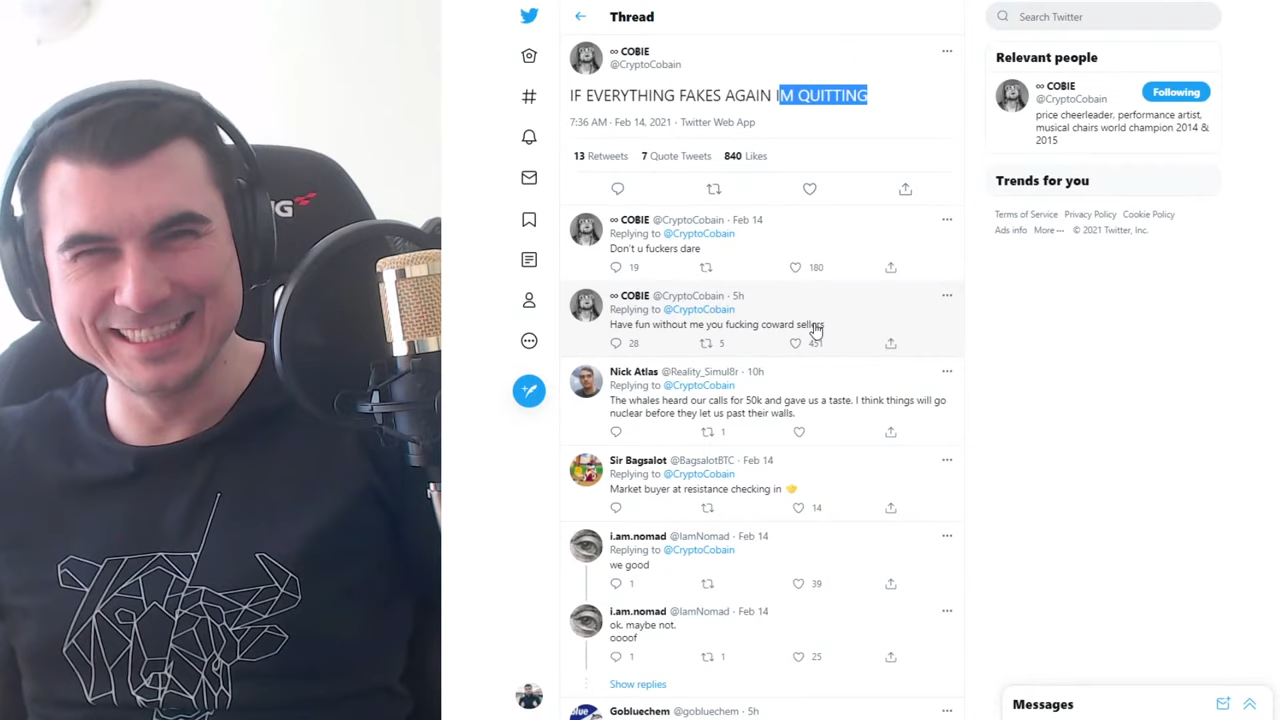 Thread
∞ COBIE
@CryptoCobain
IF EVERYTHING FAKES AGAIN IM QUITTING
7:36 AM · Feb 14, 2021 · Twitter Web App
13 Retweets 7 Quote Tweets 840 Likes
∞ COBIE @CryptoCobain · Feb 14
Replying to @CryptoCobain
Don't u fuckers dare
19 180
∞ COBIE @CryptoCobain · 5h
Replying to @CryptoCobain
Have fun without me you fucking coward sellers
28 5 451
Nick Atlas @Reality_Simul8r · 10h
Replying to @CryptoCobain
The whales heard our calls for 50k and gave us a taste. I think things will go
nuclear before they let us past their walls.
1
Sir Bagsalot @BagsalotBTC · Feb 14
Replying to @CryptoCobain
Market buyer at resistance checking in 🤝
14
i.am.nomad @IamNomad · Feb 14
Replying to @CryptoCobain
we good
1 39
i.am.nomad @IamNomad · Feb 14
ok. maybe not.
oooof
1 1 25
Show replies
Gobluechem @gobluechem · 5h
Search Twitter
Relevant people
∞ COBIE
@CryptoCobain
Following
price cheerleader, performance artist,
musical chairs world champion 2014 &
2015
Trends for you
Terms of Service Privacy Policy Cookie Policy
Ads info More ··· © 2021 Twitter, Inc.
Messages